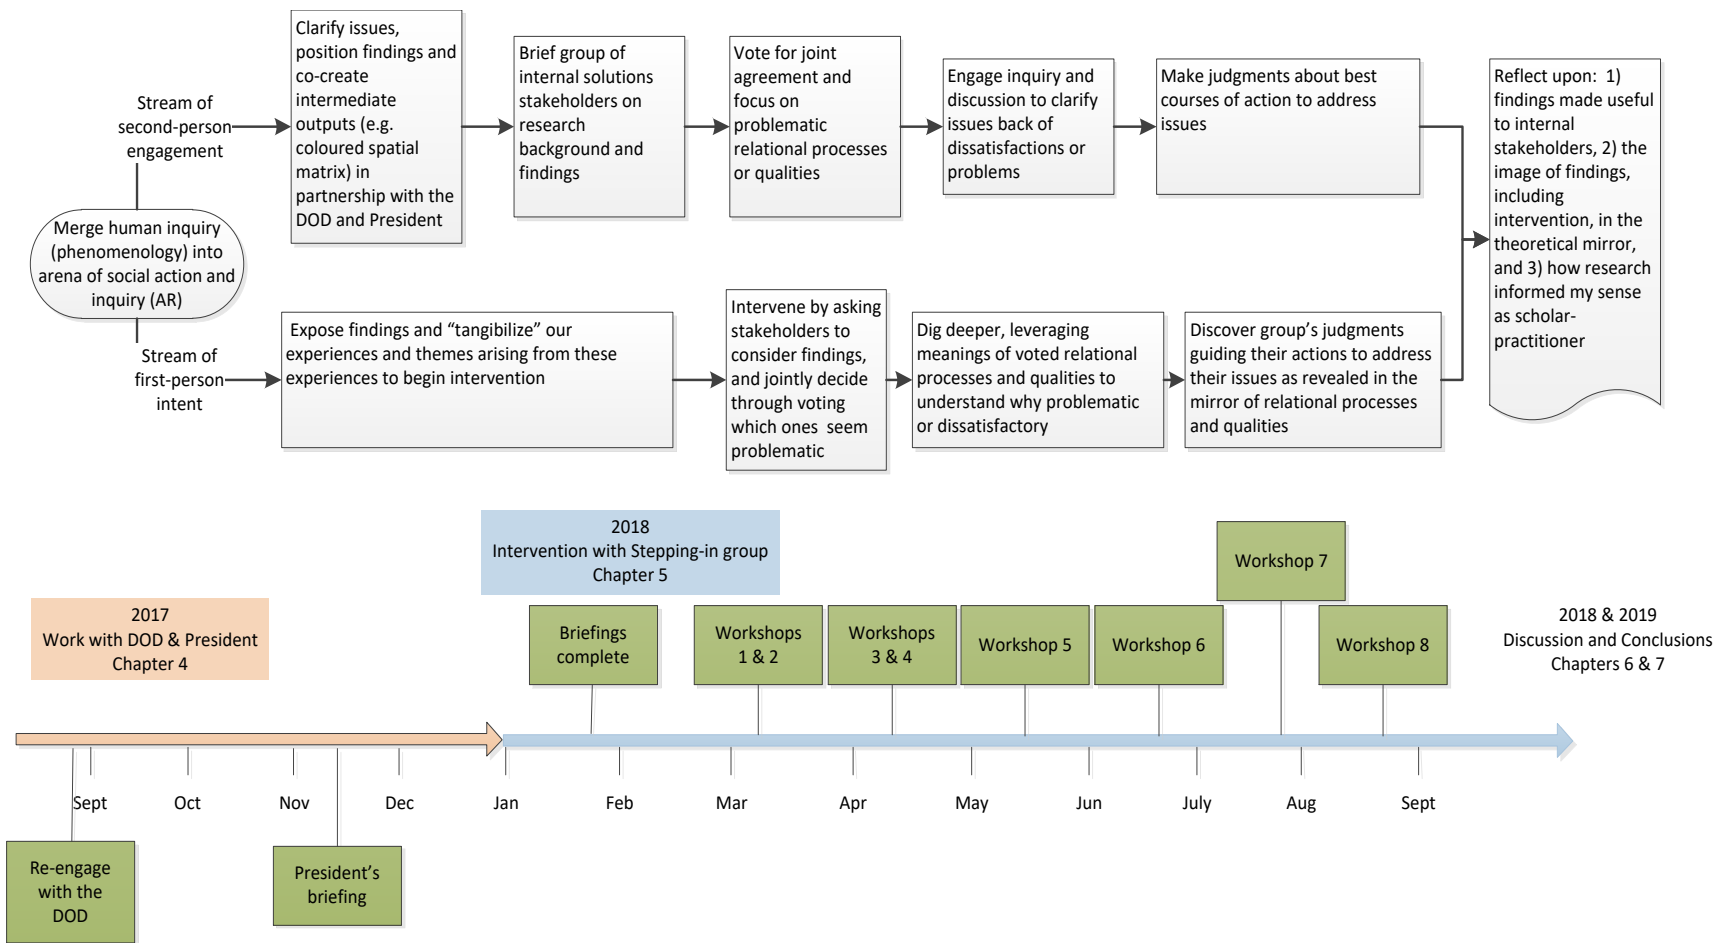 Clarify issues,
position findings and
co-create
intermediate
outputs (e.g.
coloured spatial
matrix) in
partnership with the
DOD and President
Brief group of
internal solutions
stakeholders on
research
background and
findings
Vote for joint
agreement and
focus on
problematic
relational processes
or qualities
Engage inquiry and
discussion to clarify
issues back of
dissatisfactions or
problems
Make judgments about best
courses of action to address
issues
Reflect upon: 1)
findings made useful
to internal
stakeholders, 2) the
image of findings,
including
intervention, in the
theoretical mirror,
and 3) how research
informed my sense
as scholar-
practitioner
Stream of
second-person
engagement
Merge human inquiry
(phenomenology) into
arena of social action and
inquiry (AR)
Stream of
first-person
intent
Expose findings and “tangibilize” our
experiences and themes arising from these
experiences to begin intervention
Intervene by asking
stakeholders to
consider findings,
and jointly decide
through voting
which ones seem
problematic
Dig deeper, leveraging
meanings of voted relational
processes and qualities to
understand why problematic
or dissatisfactory
Discover group’s judgments
guiding their actions to address
their issues as revealed in the
mirror of relational processes
and qualities
2017
Work with DOD & President
Chapter 4
2018
Intervention with Stepping-in group
Chapter 5
Briefings
complete
Workshops
1 & 2
Workshops
3 & 4
Workshop 5
Workshop 6
Workshop 7
Workshop 8
2018 & 2019
Discussion and Conclusions
Chapters 6 & 7
Sept
Oct
Nov
Dec
Jan
Feb
Mar
Apr
May
Jun
July
Aug
Sept
Re-engage
with the
DOD
President’s
briefing